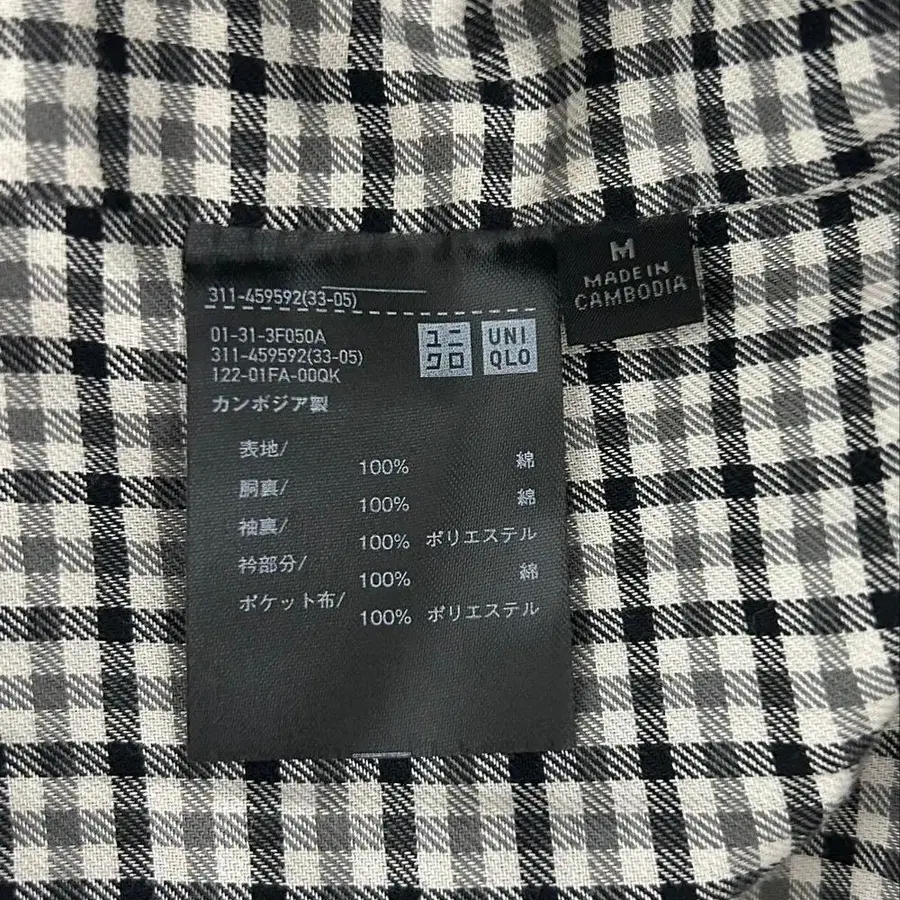 311-459592(33-05)
01-31-3F050A
311-459592(33-05)
122-01FA-00QK
カンボジア製
ユニ
クロ
UNI
QLO
M
MADE IN
CAMBODIA
表地/
100% 綿
胴裏/
100% 綿
袖裏/
100% ポリエステル
衿部分/
100% 綿
ポケット布/
100% ポリエステル